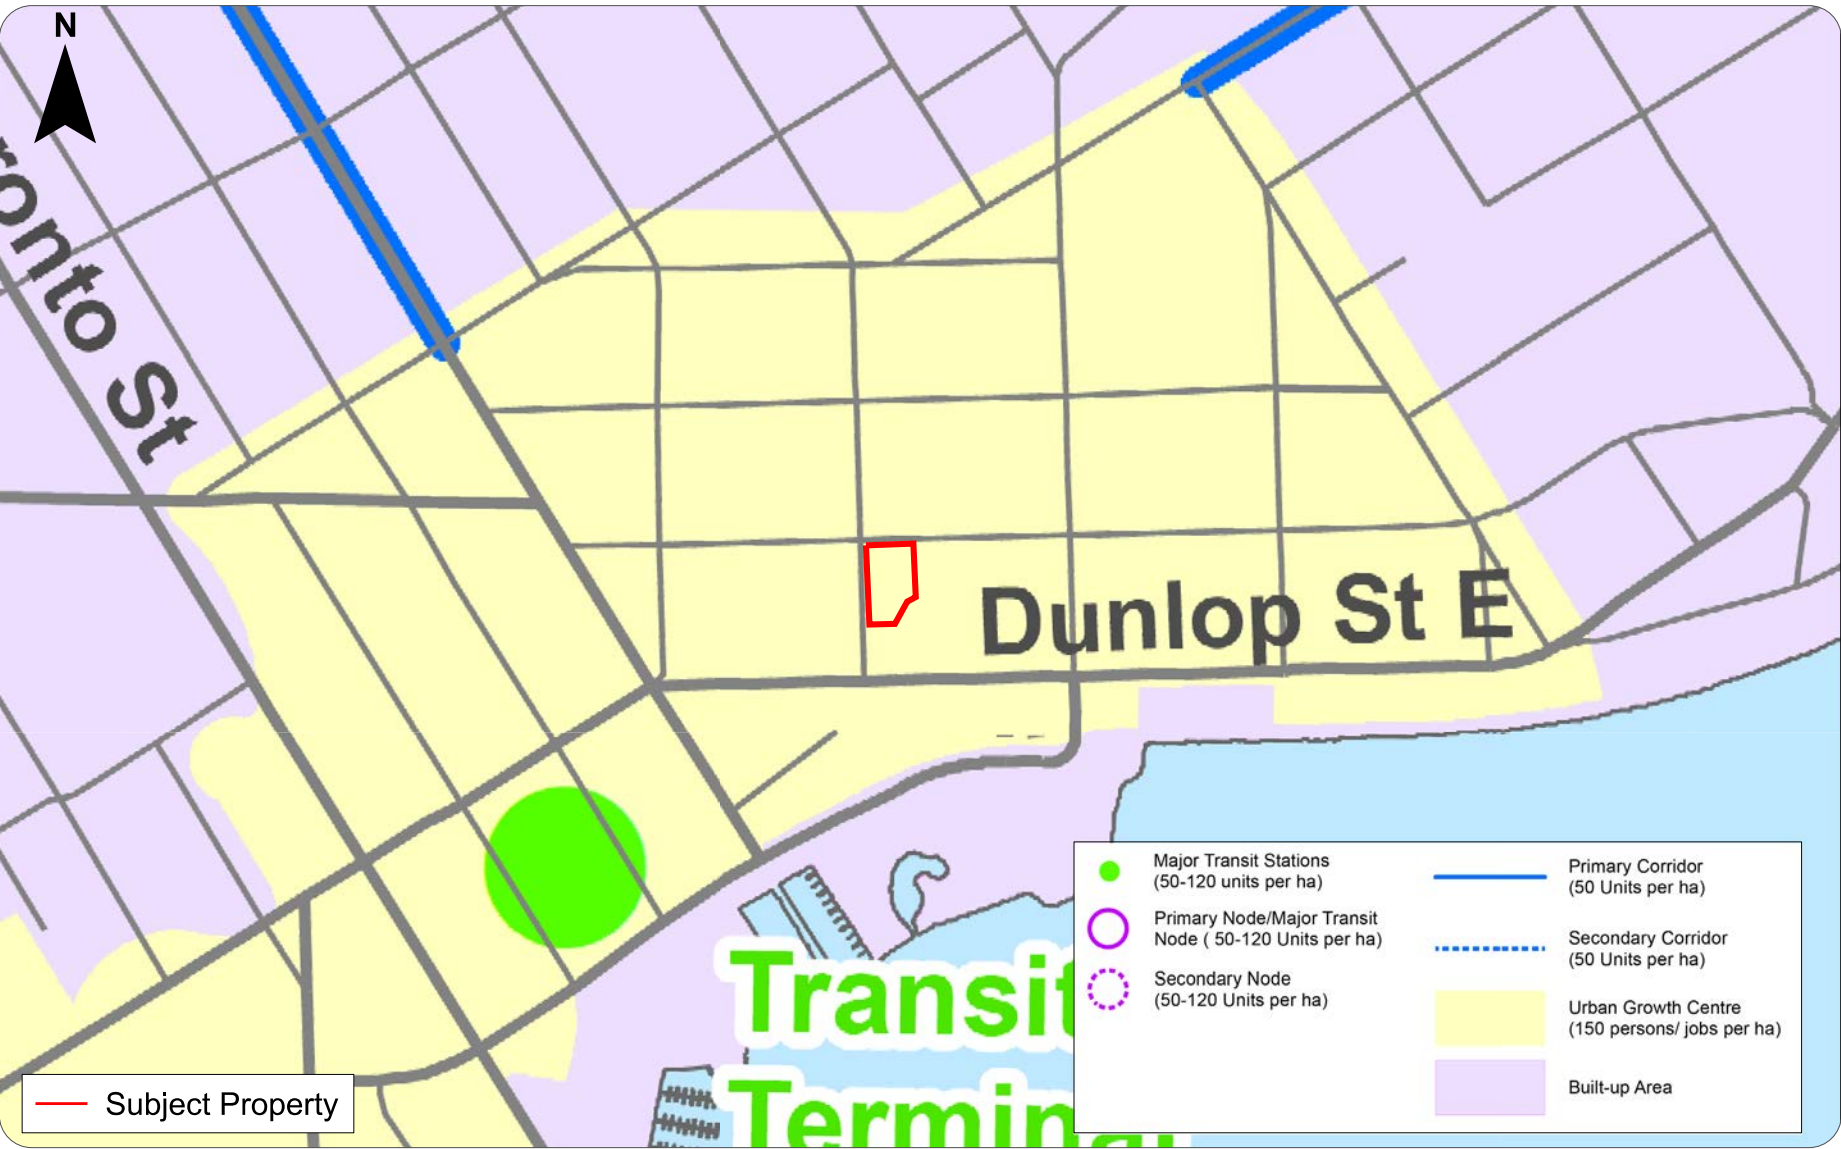 N
ronto St
Dunlop St E
Transit
Terminal
Major Transit Stations
(50-120 units per ha)
Primary Node/Major Transit
Node ( 50-120 Units per ha)
Secondary Node
(50-120 Units per ha)
Primary Corridor
(50 Units per ha)
Secondary Corridor
(50 Units per ha)
Urban Growth Centre
(150 persons/ jobs per ha)
Built-up Area
Subject Property